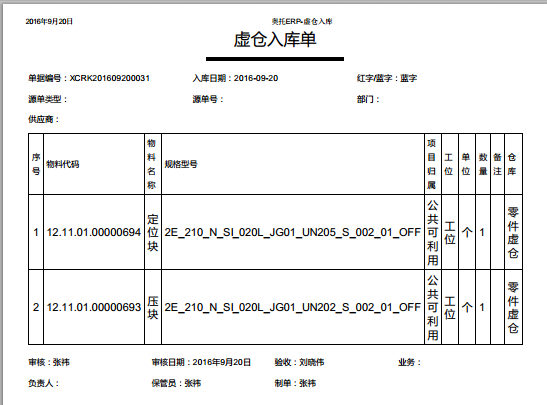 2016年9月20日 奥托ERP-虚仓入库
虚仓入库单
单据编号：XCRK201609200031 入库日期：2016-09-20 红字/蓝字：蓝字
源单类型： 源单号： 部门：
供应商：
序号 物料代码 物料名称 规格型号 项目归属 工位 单位 数量 备注 仓库
1 12.11.01.00000694 定位块 2E_210_N_SI_020L_JG01_UN205_S_002_01_OFF 公共可利用 工位 个 1 零件虚仓
2 12.11.01.00000693 压块 2E_210_N_SI_020L_JG01_UN202_S_002_01_OFF 公共可利用 工位 个 1 零件虚仓
审核：张祎 审核日期：2016年9月20日 验收：刘晓伟 业务：
负责人： 保管员：张祎 制单：张祎